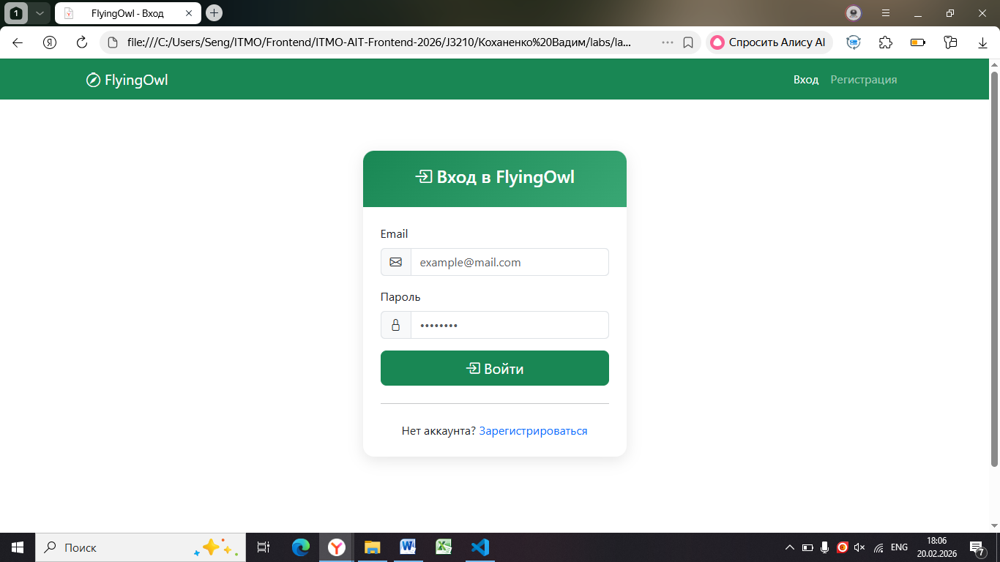 1
FlyingOwl - Вход
Я
file:///C:/Users/Seng/ITMO/Frontend/ITMO-AIT-Frontend-2026/J3210/Коханенко%20Вадим/labs/la...
Спросить Алису AI
FlyingOwl
Вход
Регистрация
Вход в FlyingOwl
Email
example@mail.com
Пароль
••••••••
Войти
Нет аккаунта? Зарегистрироваться
Поиск
ENG
18:06
20.02.2026
7